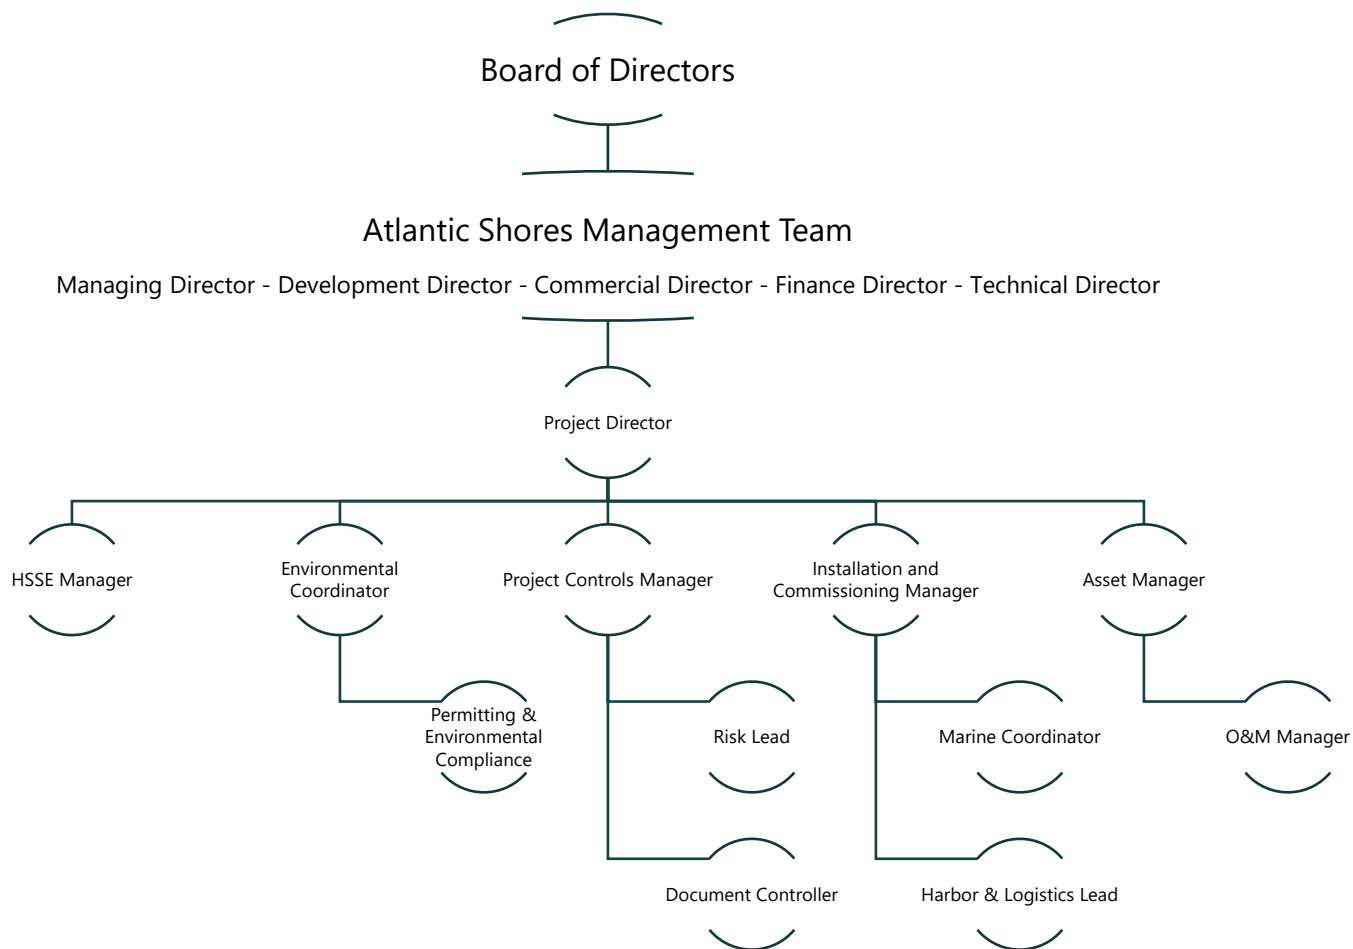 Board of Directors
Atlantic Shores Management Team
Managing Director - Development Director - Commercial Director - Finance Director - Technical Director
Project Director
HSSE Manager
Environmental
Coordinator
Project Controls Manager
Installation and
Commissioning Manager
Asset Manager
Permitting &
Environmental
Compliance
Risk Lead
Marine Coordinator
O&M Manager
Document Controller
Harbor & Logistics Lead